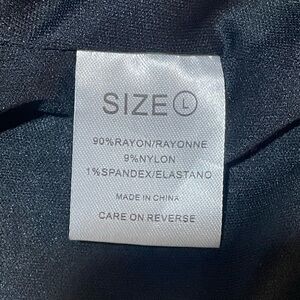 SIZE L
90%RAYON/RAYONNE
9%NYLON
1%SPANDEX/ELASTANO
MADE IN CHINA
CARE ON REVERSE